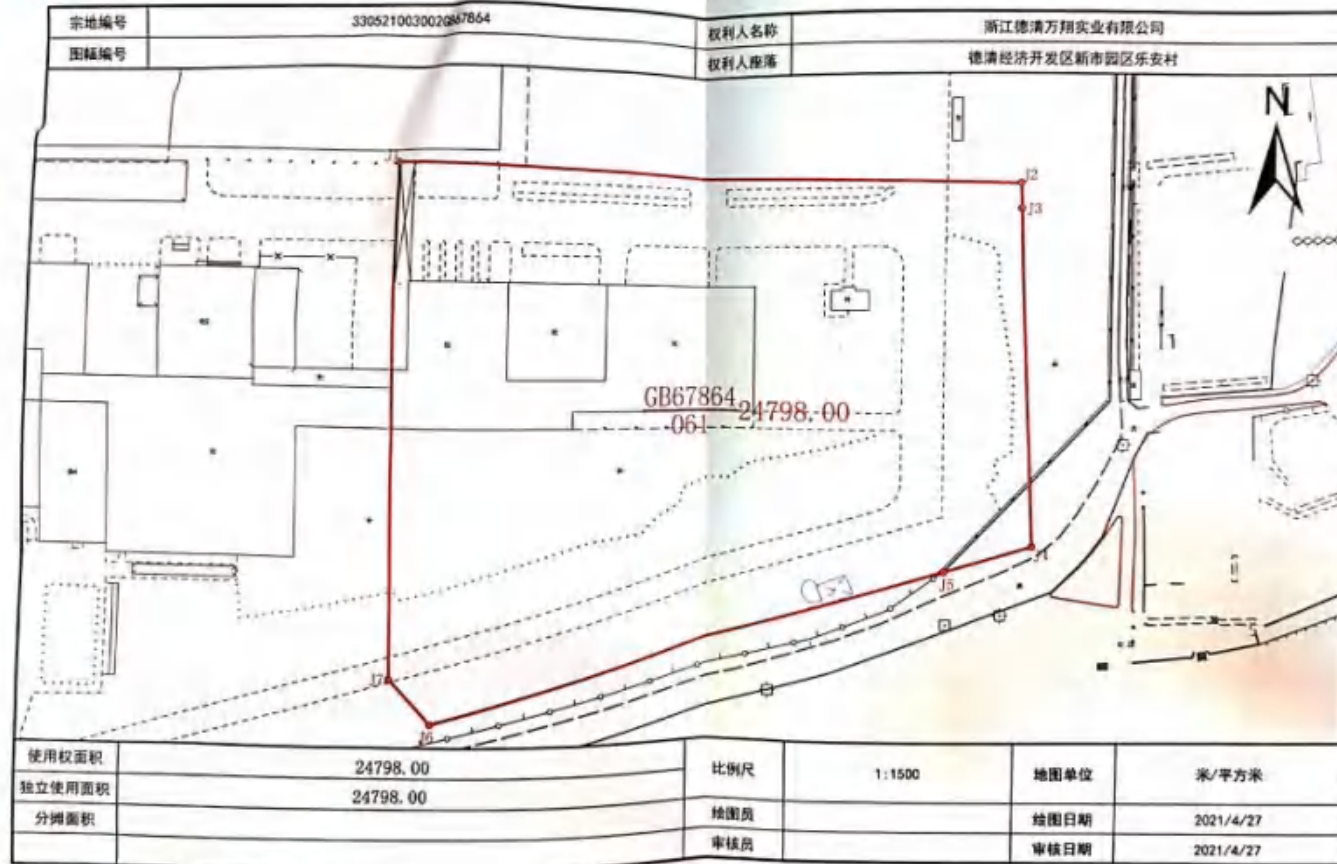 宗地编号
权利人名称 浙江德清万翔实业有限公司
图幅编号
权利人座落 德清经济开发区新市园区乐安村
N
J2
J3
GB67864
061
24798.00
J5
J7
J6
使用权面积 24798.00
比例尺 1:1500
地图单位 米/平方米
独立使用面积 24798.00
分摊面积
绘图员
绘图日期 2021/4/27
审核员
审核日期 2021/4/27